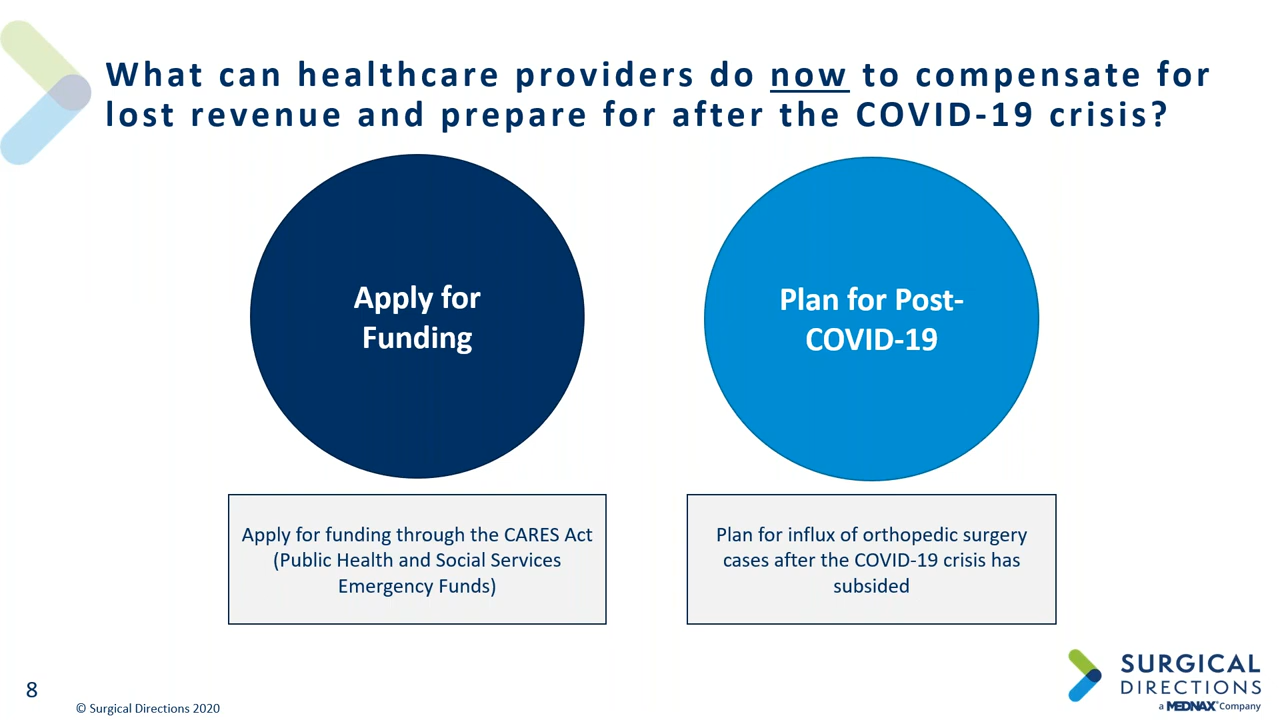 What can healthcare providers do now to compensate for
lost revenue and prepare for after the COVID-19 crisis?
Apply for
Funding
Plan for Post-
COVID-19
Apply for funding through the CARES Act
(Public Health and Social Services
Emergency Funds)
Plan for influx of orthopedic surgery
cases after the COVID-19 crisis has
subsided
SURGICAL
DIRECTIONS
a MEDNAX® Company
8
© Surgical Directions 2020